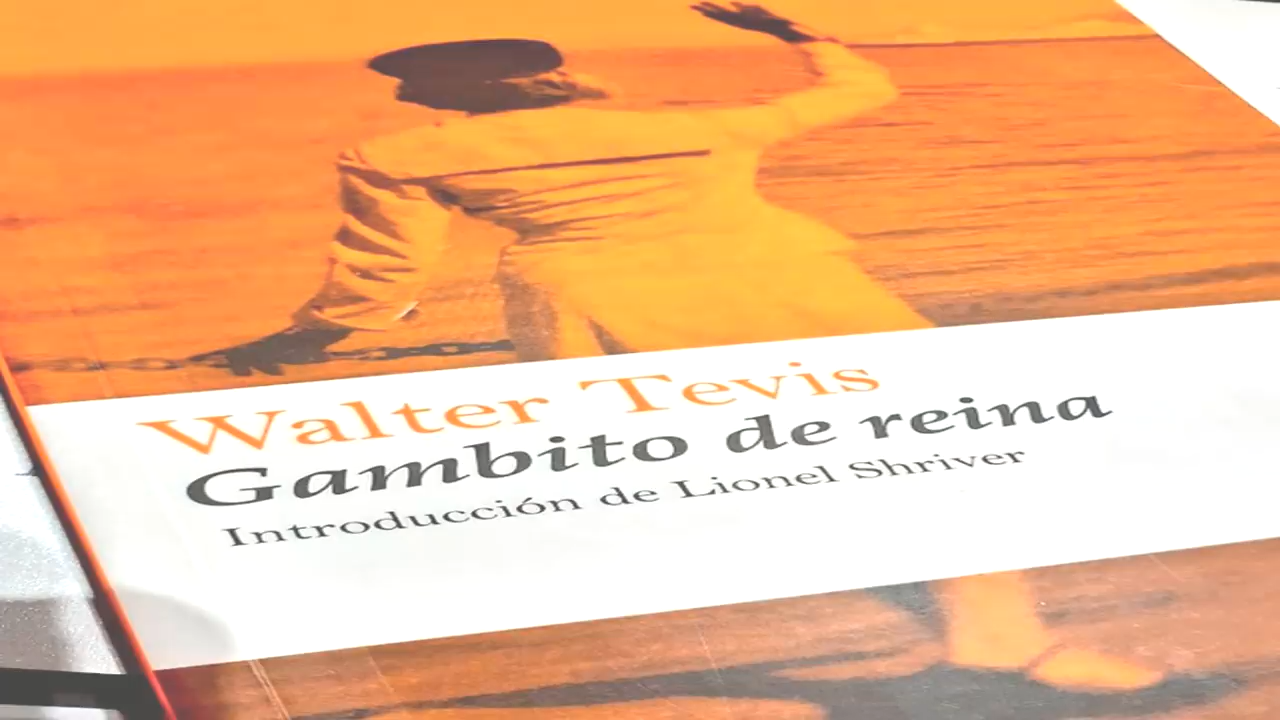 Walter Tevis
Gambito de reina
Introducción de Lionel Shriver